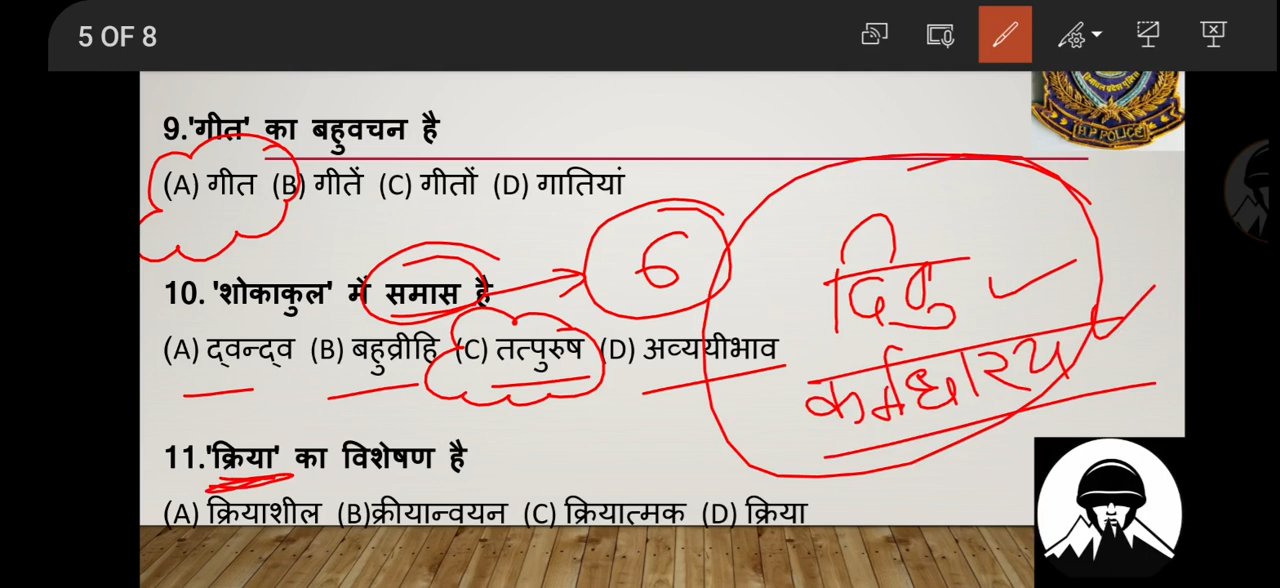 5 OF 8
9.'गीत' का बहुवचन है
(A) गीत (B) गीतें (C) गीतों (D) गातियां
10. 'शोकाकुल' में समास है
6
द्विगु
(A) द्वन्द्व (B) बहुव्रीहि (C) तत्पुरुष (D) अव्ययीभाव
कर्मधारय
11.'क्रिया' का विशेषण है
(A) क्रियाशील (B)क्रीयान्वयन (C) क्रियात्मक (D) क्रिया
H P POLICE